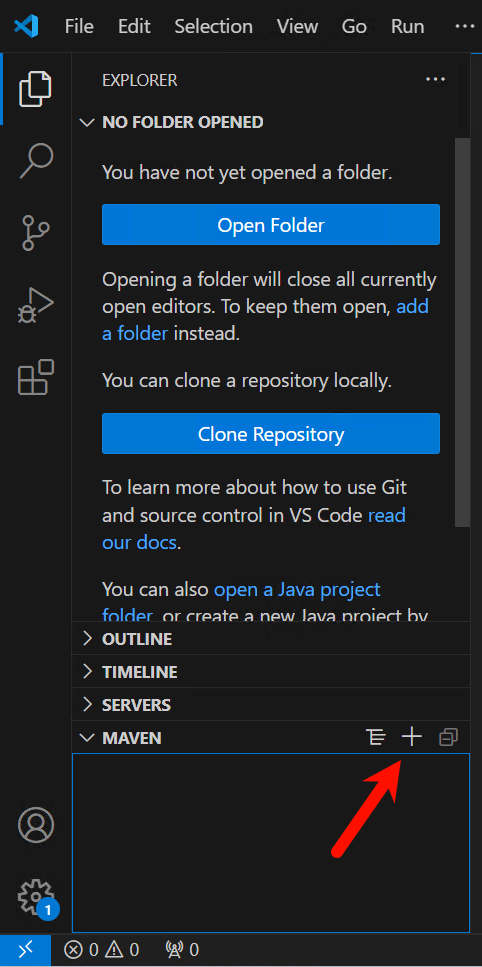 File Edit Selection View Go Run ···
EXPLORER ···
NO FOLDER OPENED
You have not yet opened a folder.
Open Folder
Opening a folder will close all currently
open editors. To keep them open, add
a folder instead.
You can clone a repository locally.
Clone Repository
To learn more about how to use Git
and source control in VS Code read
our docs.
You can also open a Java project
folder, or create a new Java project by
OUTLINE
TIMELINE
SERVERS
MAVEN
1
0 0 0